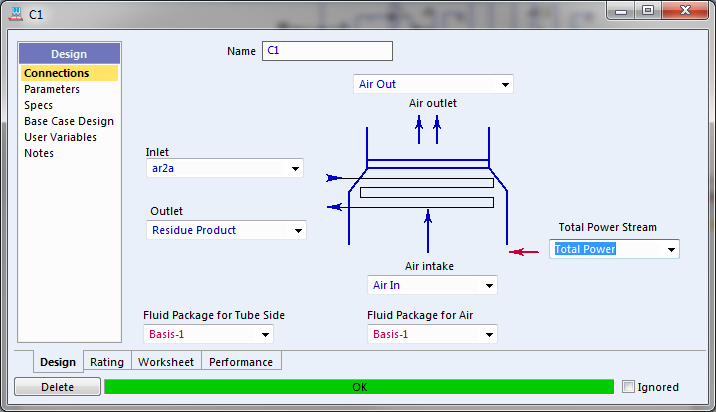 C1
Design
Connections
Parameters
Specs
Base Case Design
User Variables
Notes
Name C1
Air Out
Air outlet
Inlet
ar2a
Outlet
Residue Product
Total Power Stream
Total Power
Air intake
Air In
Fluid Package for Tube Side
Basis-1
Fluid Package for Air
Basis-1
Design Rating Worksheet Performance
Delete OK Ignored